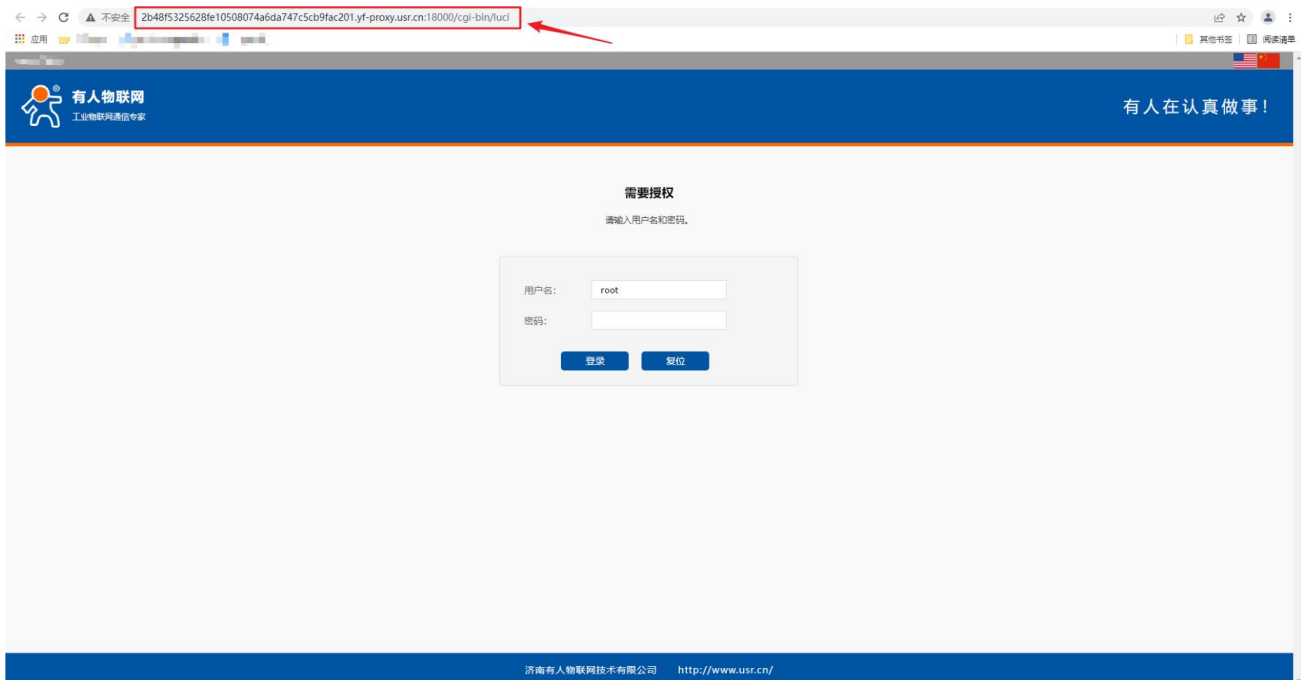 不安全 2b48f5325628fe10508074a6da747c5cb9fac201.yf-proxy.usr.cn:18000/cgi-bin/luci
应用
其他书签 阅读清单
有人物联网
工业物联网通信专家
有人在认真做事!
需要授权
请输入用户名和密码。
用户名: root
密码:
登录 复位
济南有人物联网技术有限公司 http://www.usr.cn/